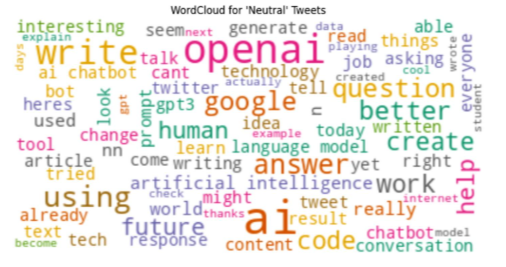 WordCloud for 'Neutral' Tweets
interesting seem next generate data able
explain read playing things
days write talk openai job asking wrote everyone
ai chatbot cant technology created cool
bot twitter actually tell question student
heres look gpt prompt gpt3 google n better
used human idea today written
tool change example create
nn learn language model
article come writing answer yet right help
tried artificial intelligence work
using check might internet
already world thanks ai tweet really
text future result chatbot model
become tech response content code conversation